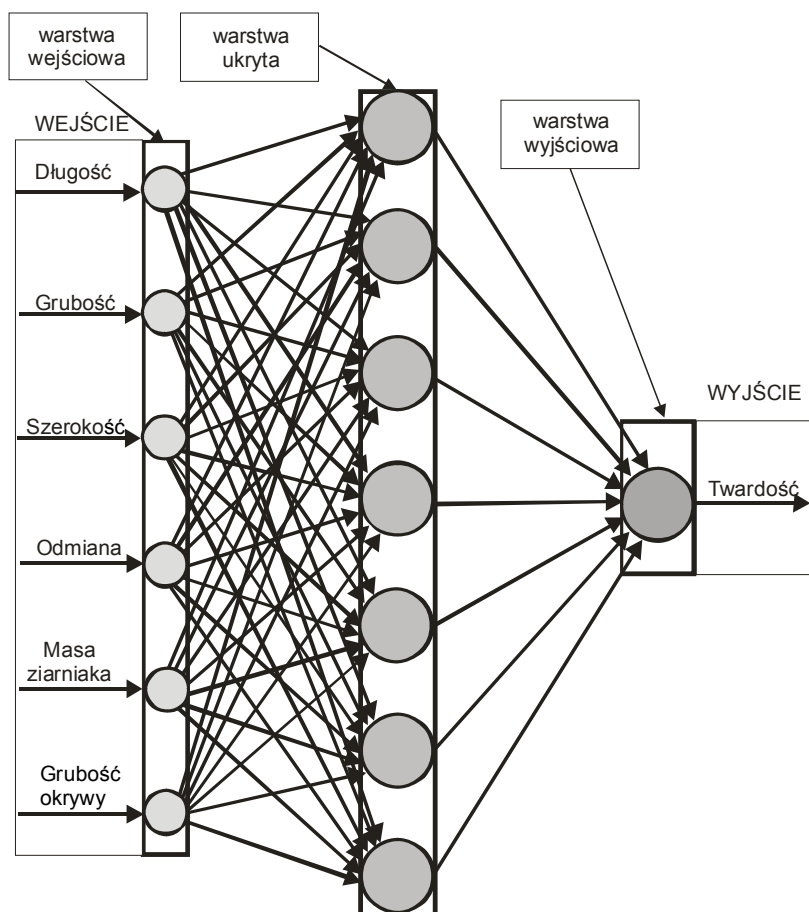 warstwa
wejściowa
warstwa
ukryta
warstwa
wyjściowa
WEJŚCIE
Długość
Grubość
Szerokość
Odmiana
Masa
ziarniaka
Grubość
okrywy
WYJŚCIE
Twardość